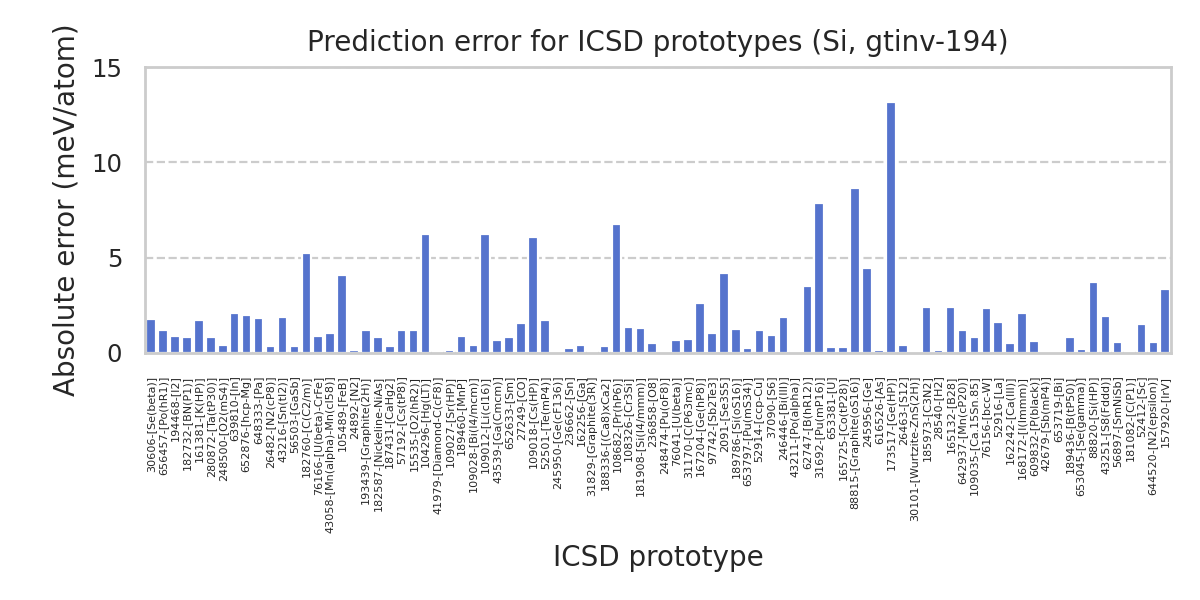 Prediction error for ICSD prototypes (Si, gtinv-194)
Absolute error (meV/atom)
15
10
5
0
30606-[Se(beta)]
656457-[Po(hR1)]
194468-[I2]
182732-[BN(P1)]
161381-[K(HP)]
280872-[Ta(tP30)]
248500-[O2(mS4)]
639810-[In]
652876-[hcp-Mg]
648333-[Pa]
26482-[N2(cP8)]
43216-[Sn(tI2)]
5603-[GaSb]
182760-[C(C2/m)]
76166-[U(beta)-CrFe]
43058-[Mn(alpha)-Mn(cI58)]
105489-[FeB]
24892-[N2]
193439-[Graphite(2H)]
182587-[Nickeline-NiAs]
187431-[CaHg2]
57192-[Cs(tP8)]
15535-[O2(hR2)]
104296-[Hg(LT)]
41979-[Diamond-C(cF8)]
109027-[Sr(HP)]
189460-[MnP]
109028-[Bi(I4/mcm)]
109012-[Li(cI16)]
43539-[Ga(Cmcm)]
652633-[Sm]
27249-[CO]
109018-[Cs(HP)]
52501-[Te(mP4)]
245950-[Ge(cF136)]
236662-[Sn]
162256-[Ga]
31829-[Graphite(3R)]
188336-[(Ca8)xCa2]
108682-[Pr(hP6)]
108326-[Cr3Si]
181908-[Si(I4/mmm)]
236858-[O8]
248474-[Pu(oF8)]
76041-[U(beta)]
31170-[C(P63mc)]
167204-[Ge(hP8)]
97742-[Sb2Te3]
2091-[Se3S5]
189786-[Si(oS16)]
653797-[Pu(mS34)]
52914-[ccp-Cu]
37090-[S6]
246446-[Bi(III)]
43211-[Po(alpha)]
62747-[B(hR12)]
31692-[Pu(mP16)]
653381-[U]
165725-[Co(tP28)]
88815-[Graphite(oS16)]
245956-[Ge]
616526-[As]
173517-[Ge(HP)]
26463-[S12]
30101-[Wurtzite-ZnS(2H)]
185973-[C3N2]
28540-[H2]
165132-[B28]
642937-[Mn(cP20)]
109035-[Ca.15Sn.85]
76156-[bcc-W]
52916-[La]
162242-[Ca(III)]
168172-[I(Immm)]
609832-[P(black)]
42679-[Sb(mP4)]
653719-[Bi]
189436-[B(tP50)]
653045-[Se(gamma)]
88820-[Si(HP)]
43251-[S8(Fddd)]
56897-[SmNiSb]
181082-[C(P1)]
52412-[Sc]
644520-[N2(epsilon)]
157920-[IrV]
ICSD prototype